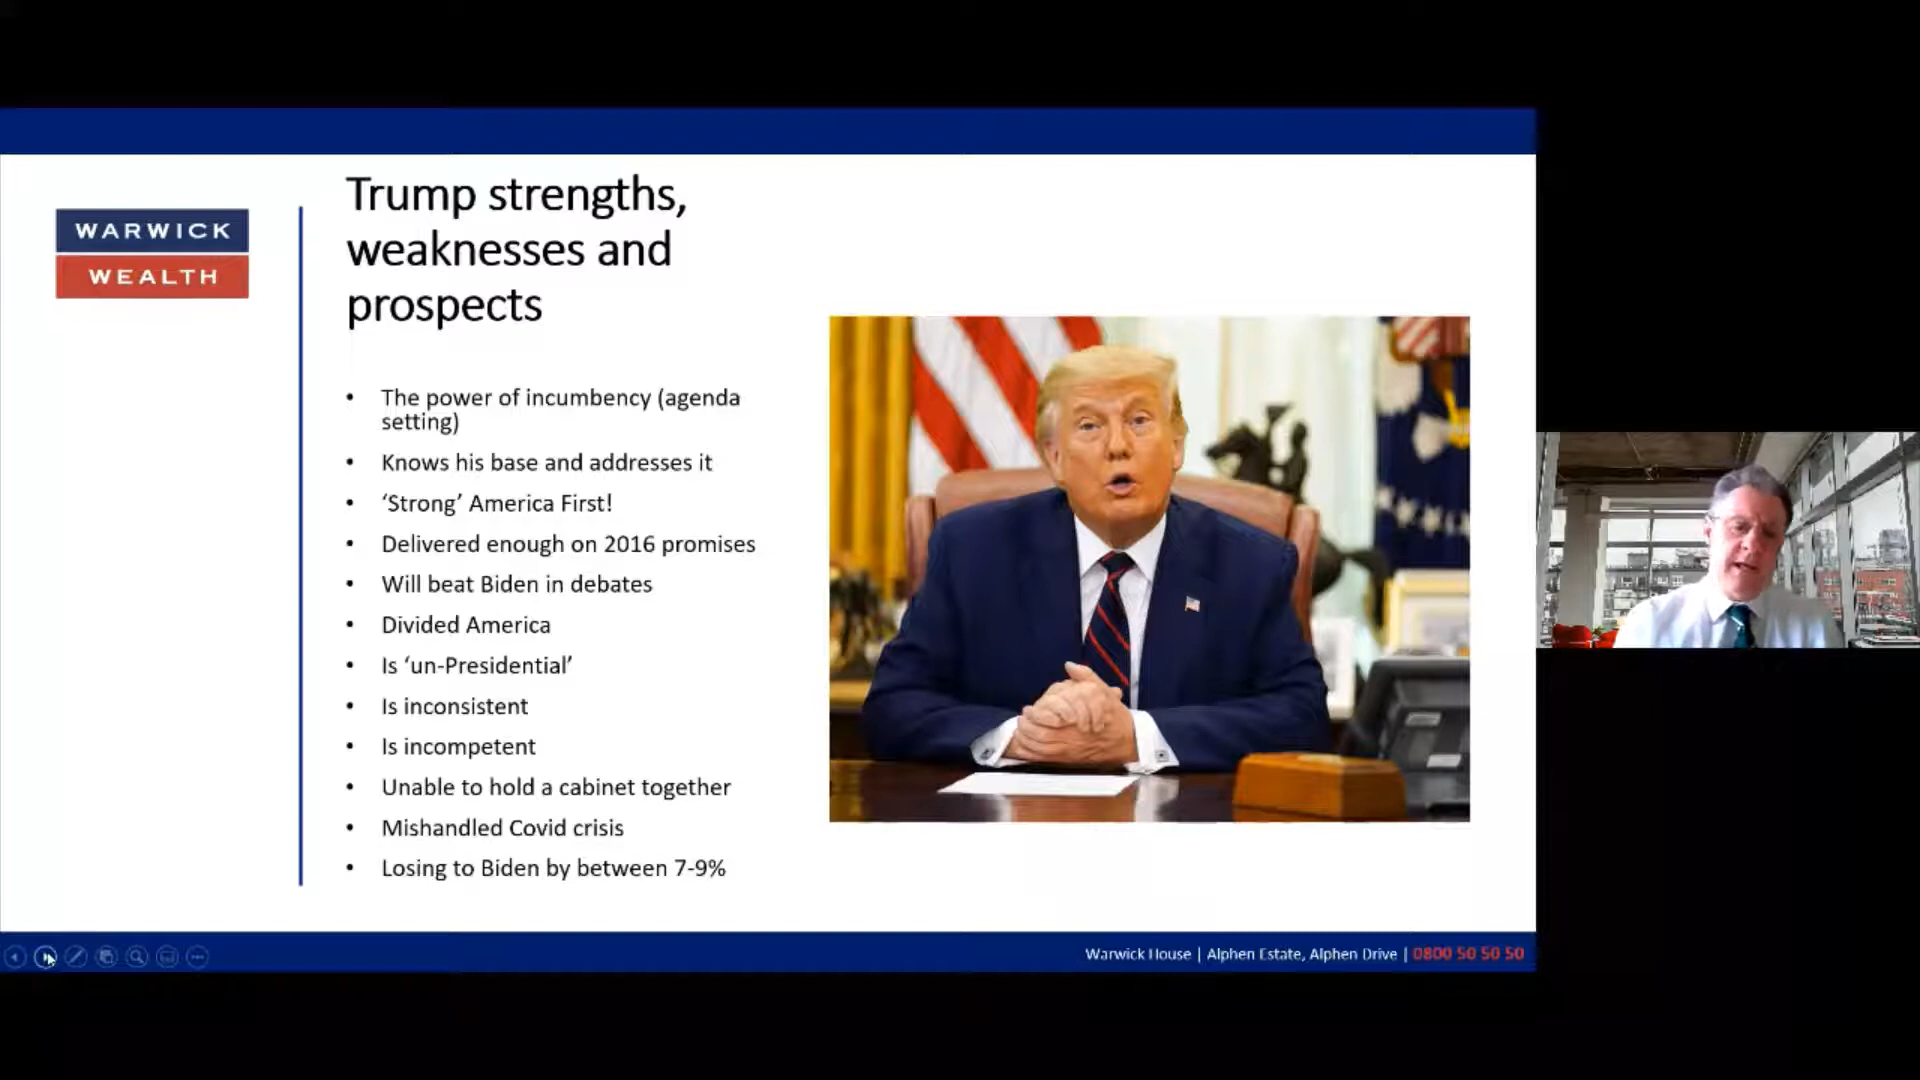 WARWICK
WEALTH
Trump strengths,
weaknesses and
prospects
• The power of incumbency (agenda
setting)
• Knows his base and addresses it
• ‘Strong’ America First!
• Delivered enough on 2016 promises
• Will beat Biden in debates
• Divided America
• Is ‘un-Presidential’
• Is inconsistent
• Is incompetent
• Unable to hold a cabinet together
• Mishandled Covid crisis
• Losing to Biden by between 7-9%
Warwick House | Alphen Estate, Alphen Drive | 0800 50 50 50